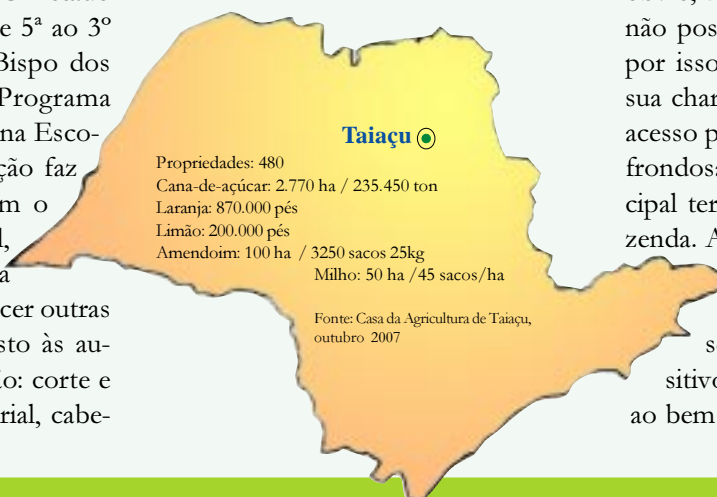 e 5ª ao 3º
Bispo dos
Programa
na Esco-
ção faz
m o
l,
a
cer outras
sto às au-
o: corte e
rial, cabe-
Taiaçu
Propriedades: 480
Cana-de-açúcar: 2.770 ha / 235.450 ton
Laranja: 870.000 pés
Limão: 200.000 pés
Amendoim: 100 ha / 3250 sacos 25kg
Milho: 50 ha /45 sacos/ha
Fonte: Casa da Agricultura de Taiaçu,
outubro 2007
não pos
por isso
sua char
acesso p
frondosa
cipal ter
zenda. A
s
sitivo
ao bem